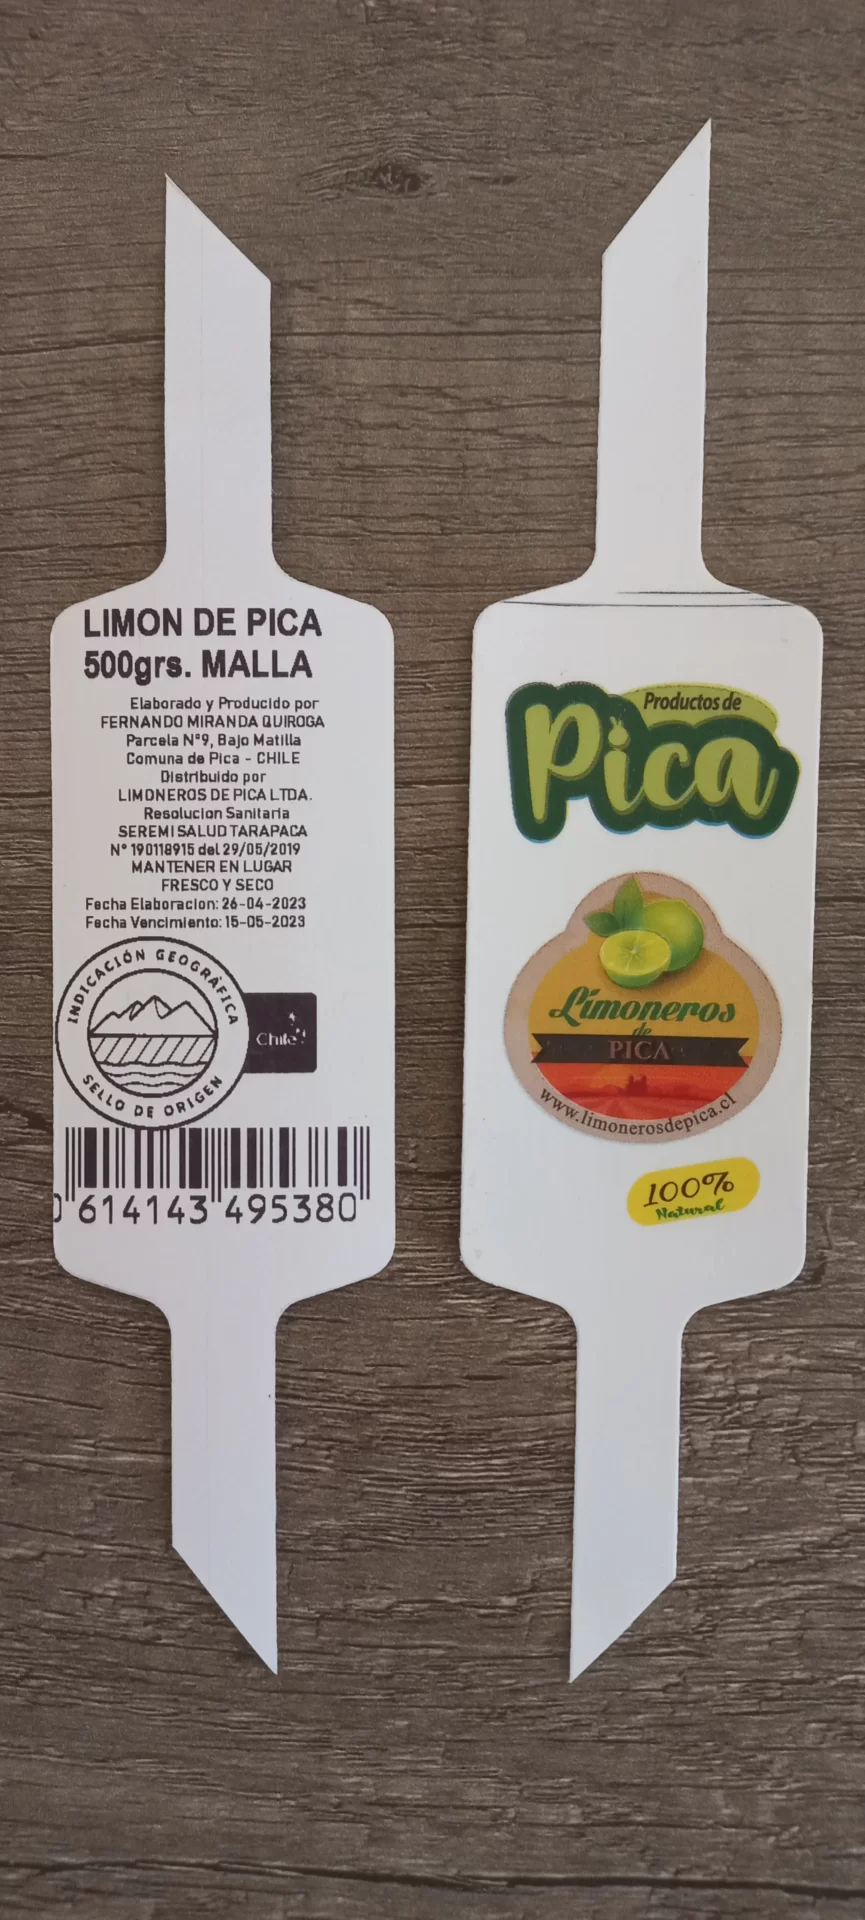 LIMON DE PICA
500grs. MALLA
Elaborado y Producido por
FERNANDO MIRANDA QUIROGA
Parcela N°9, Bajo Matilla
Comuna de Pica - CHILE
Distribuido por
LIMONEROS DE PICA LTDA.
Resolucion Sanitaria
SEREMI SALUD TARAPACA
N° 190118915 del 29/05/2019
MANTENER EN LUGAR
FRESCO Y SECO
Fecha Elaboracion: 26-04-2023
Fecha Vencimiento: 15-05-2023
INDICACIÓN GEOGRÁFICA
SELLO DE ORIGEN
Chile
0 614143 495380
Productos de
Pica
Limoneros
de
PICA
www.limonerosdepica.cl
100%
Natural